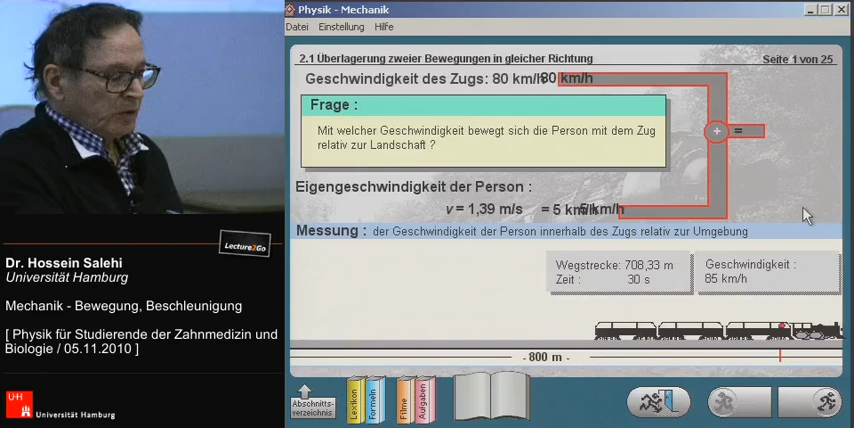 Physik - Mechanik
Datei Einstellung Hilfe
2.1 Überlagerung zweier Bewegungen in gleicher Richtung
Seite 1 von 25
Geschwindigkeit des Zugs: 80 km/h
80 km/h
Frage :
Mit welcher Geschwindigkeit bewegt sich die Person mit dem Zug
relativ zur Landschaft ?
+ =
Eigengeschwindigkeit der Person :
v = 1,39 m/s = 5 km/h
5 km/h
Messung : der Geschwindigkeit der Person innerhalb des Zugs relativ zur Umgebung
Wegstrecke: 708,33 m
Zeit : 30 s
Geschwindigkeit :
85 km/h
- 800 m -
Abschnitts-
verzeichnis
Lexikon
Formeln
Filme
Aufgaben
Lecture2Go
Dr. Hossein Salehi
Universität Hamburg
Mechanik - Bewegung, Beschleunigung
[ Physik für Studierende der Zahnmedizin und
Biologie / 05.11.2010 ]
UHH
Universität Hamburg